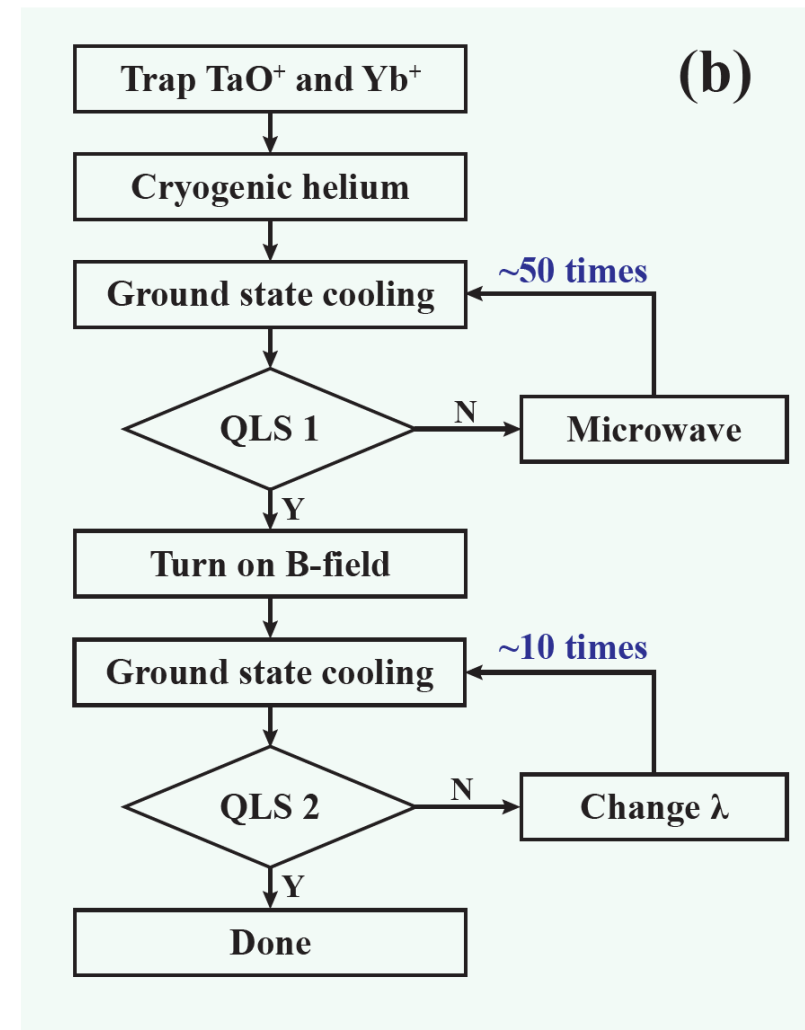 (b)
Trap TaO⁺ and Yb⁺
Cryogenic helium
~50 times
Ground state cooling
QLS 1
N
Microwave
Y
Turn on B-field
~10 times
Ground state cooling
QLS 2
N
Change λ
Y
Done